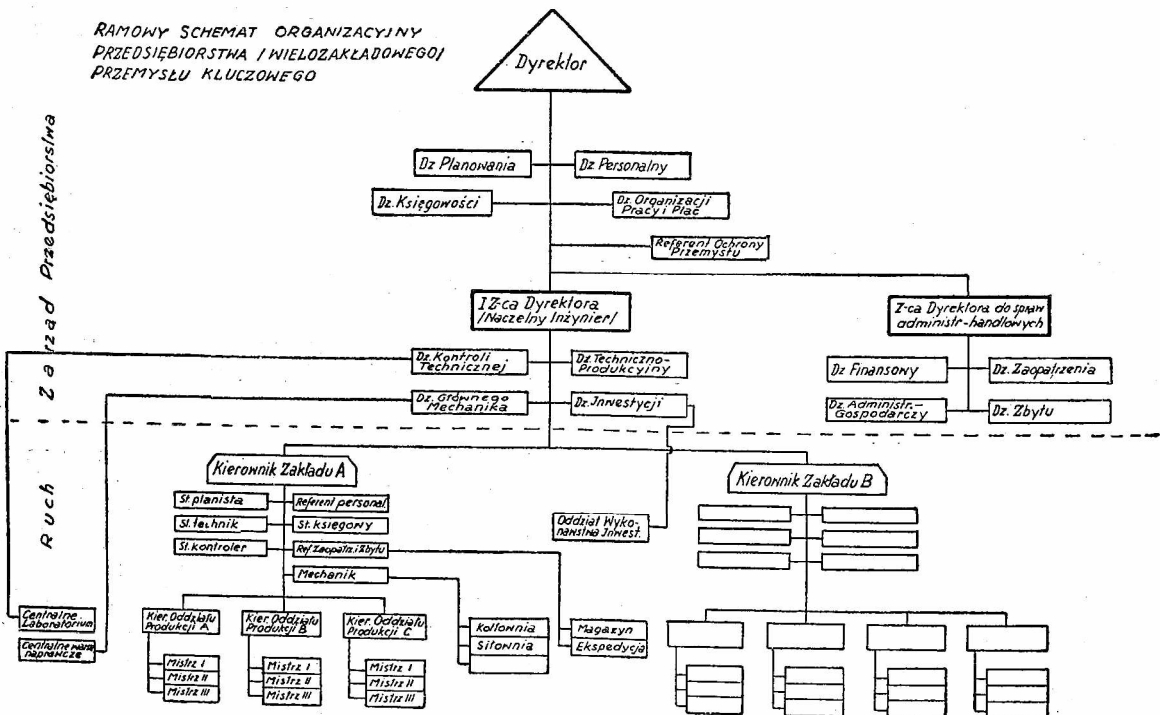 RAMOWY SCHEMAT ORGANIZACYJNY
PRZEDSIĘBIORSTWA /WIELOZAKŁADOWEGO/
PRZEMYSŁU KLUCZOWEGO
Dyrektor
Zarząd Przedsiębiorstwa
Dz Planowania
Dz Personalny
Dz. Księgowości
Dz. Organizacji
Pracy i Płac
Referent Ochrony
Przemysłu
I Z-ca Dyrektora
/Naczelny Inżynier/
Z-ca Dyrektora do spraw
administr-handlowych
Dz. Kontroli
Technicznej
Dz. Techniczno-
Produkcyjny
Dz Finansowy
Dz. Zaopatrzenia
Dz. Głównego
Mechanika
Dz. Inwestycji
Dz. Administr.-
Gospodarczy
Dz. Zbytu
Ruch
Kierownik Zakładu A
Kierownik Zakładu B
St. planista
Referent personal.
St. technik
St. księgowy
St. kontroler
Ref Zaopatrz. i Zbytu
Mechanik
Oddział Wyko-
nawstwa Inwest.
Centralne
Laboratorium
Centralne warszt
naprawcze
Kier. Oddziału
Produkcji A
Kier. Oddziału
Produkcji B
Kier. Oddziału
Produkcji C
Kotłownia
Siłownia
Magazyn
Ekspedycja
Mistrz I
Mistrz II
Mistrz III
Mistrz I
Mistrz II
Mistrz III
Mistrz I
Mistrz II
Mistrz III